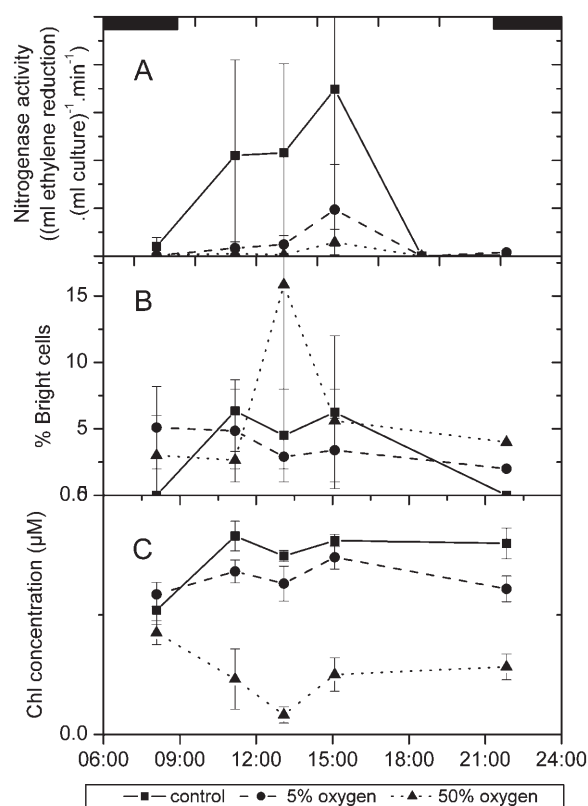 A
Nitrogenase activity
((ml ethylene reduction)
.(ml culture)⁻¹.min⁻¹
B
% Bright cells
15
10
5
0
C
Chl concentration (µM)
0.6
0.0
06:00 09:00 12:00 15:00 18:00 21:00 24:00
control 5% oxygen 50% oxygen